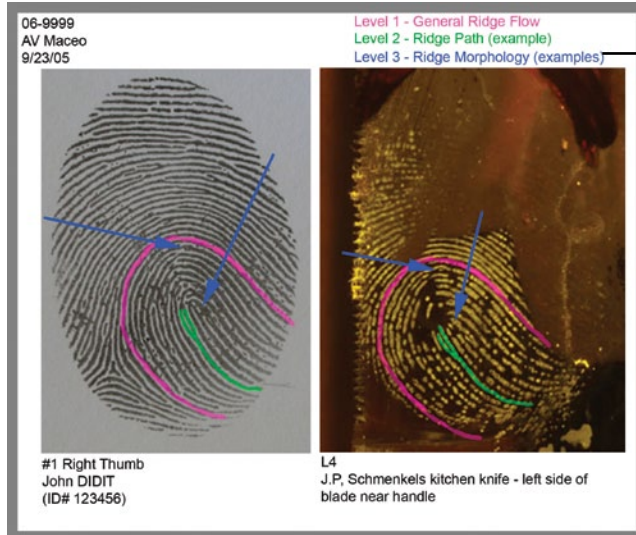 06-9999
AV Maceo
9/23/05
Level 1 - General Ridge Flow
Level 2 - Ridge Path (example)
Level 3 - Ridge Morphology (examples)
#1 Right Thumb
John DIDIT
(ID# 123456)
L4
J.P, Schmenkels kitchen knife - left side of
blade near handle